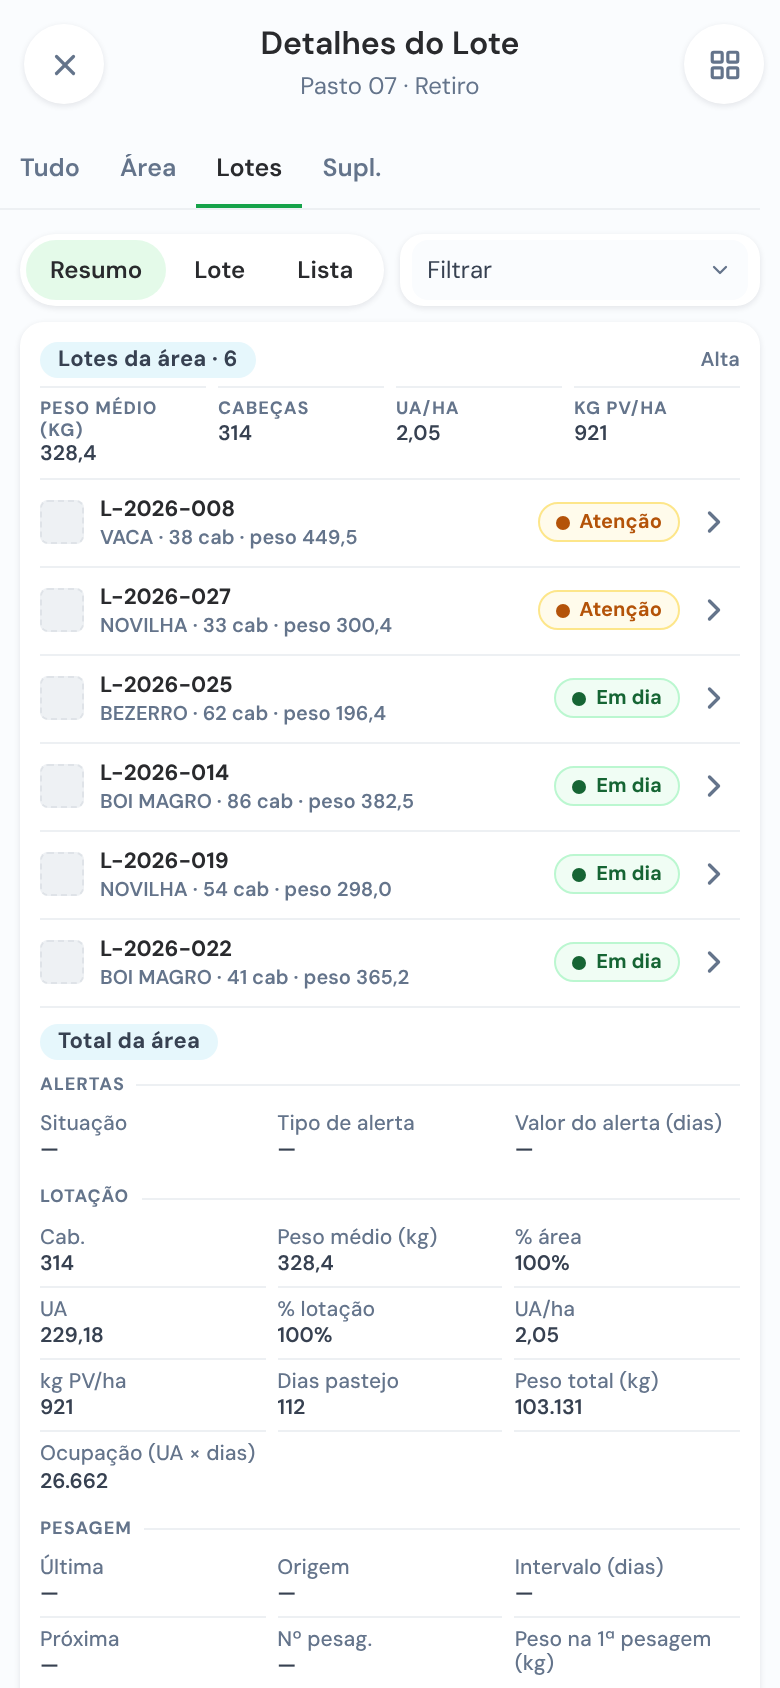 Detalhes do Lote
Pasto 07 · Retiro
Tudo Área Lotes Supl.
Resumo Lote Lista Filtrar
Lotes da área · 6 Alta
PESO MÉDIO (KG) CABEÇAS UA/HA KG PV/HA
328,4 314 2,05 921
L-2026-008
VACA · 38 cab · peso 449,5
Atenção
L-2026-027
NOVILHA · 33 cab · peso 300,4
Atenção
L-2026-025
BEZERRO · 62 cab · peso 196,4
Em dia
L-2026-014
BOI MAGRO · 86 cab · peso 382,5
Em dia
L-2026-019
NOVILHA · 54 cab · peso 298,0
Em dia
L-2026-022
BOI MAGRO · 41 cab · peso 365,2
Em dia
Total da área
ALERTAS
Situação Tipo de alerta Valor do alerta (dias)
— — —
LOTAÇÃO
Cab. Peso médio (kg) % área
314 328,4 100%
UA % lotação UA/ha
229,18 100% 2,05
kg PV/ha Dias pastejo Peso total (kg)
921 112 103.131
Ocupação (UA × dias)
26.662
PESAGEM
Última Origem Intervalo (dias)
— — —
Próxima Nº pesag. Peso na 1ª pesagem (kg)
— —